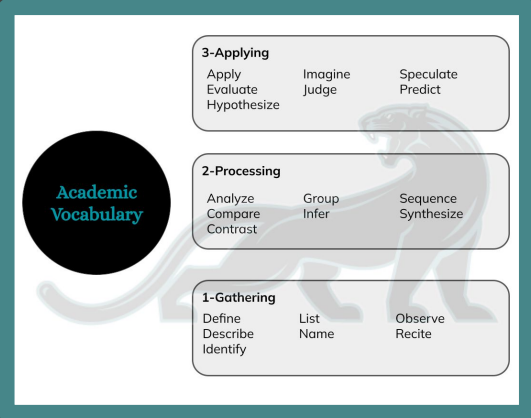 Academic
Vocabulary
3-Applying
Apply Imagine Speculate
Evaluate Judge Predict
Hypothesize
2-Processing
Analyze Group Sequence
Compare Infer Synthesize
Contrast
1-Gathering
Define List Observe
Describe Name Recite
Identify